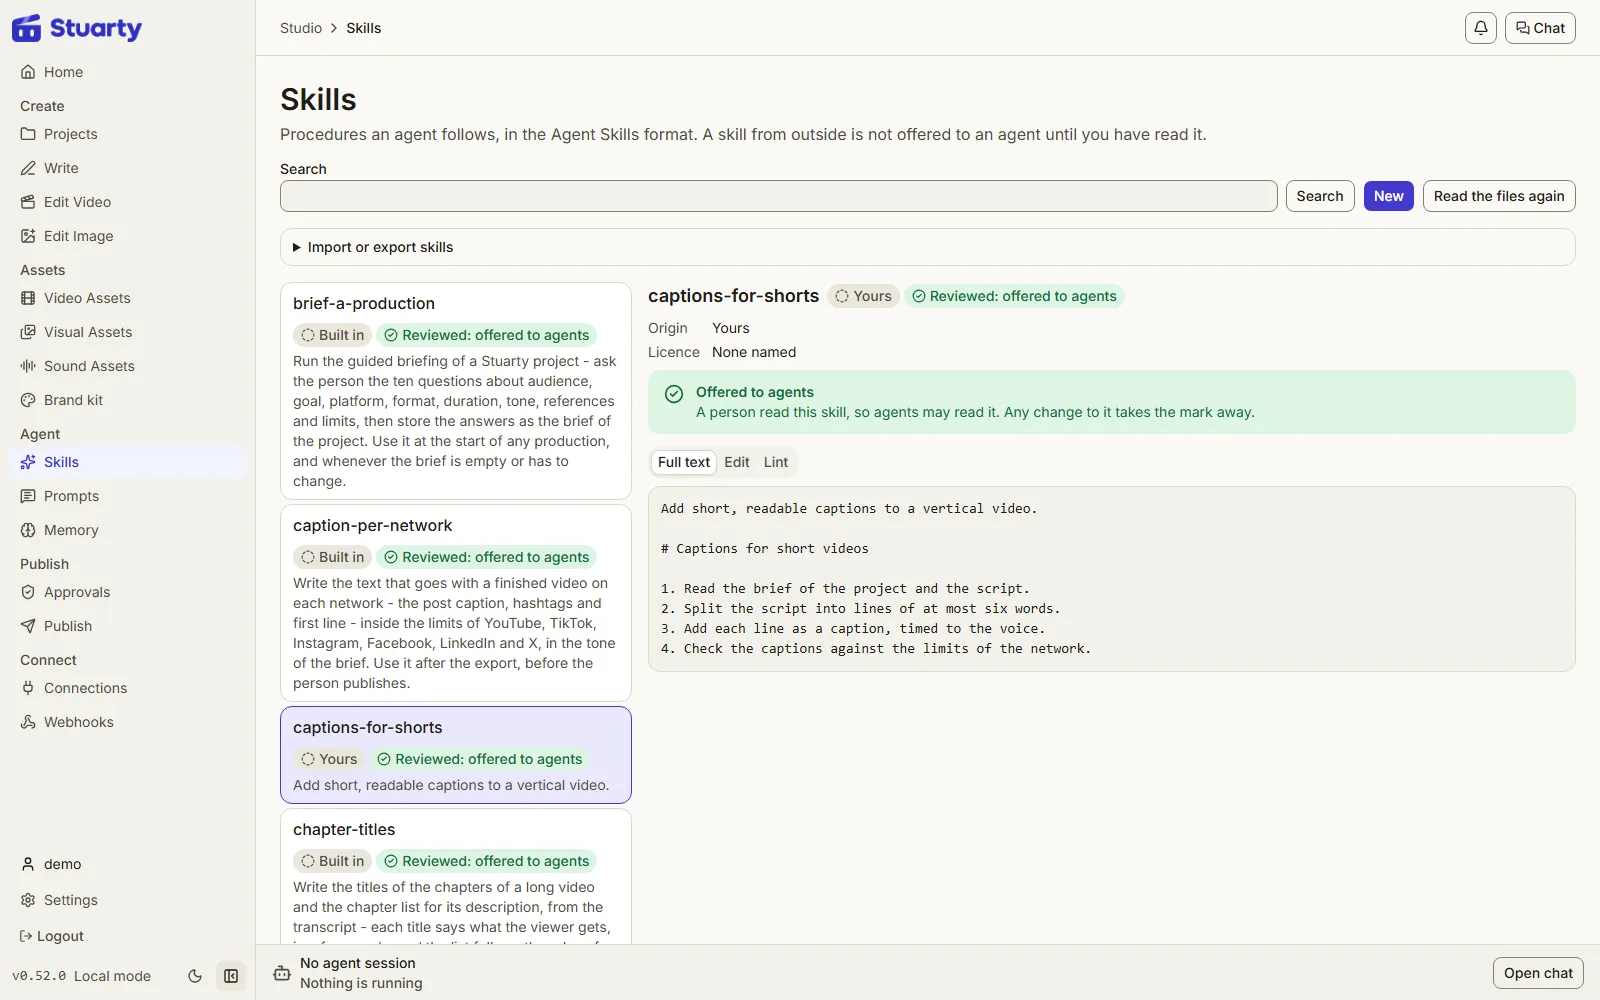 Stuarty
Home
Create
Projects
Write
Edit Video
Edit Image
Assets
Video Assets
Visual Assets
Sound Assets
Brand kit
Agent
Skills
Prompts
Memory
Publish
Approvals
Publish
Connect
Connections
Webhooks
demo
Settings
Logout
v0.52.0 Local mode
Studio > Skills
Chat
Skills
Procedures an agent follows, in the Agent Skills format. A skill from outside is not offered to an agent until you have read it.
Search
Search New Read the files again
Import or export skills
brief-a-production
Built in Reviewed: offered to agents
Run the guided briefing of a Stuarty project - ask
the person the ten questions about audience,
goal, platform, format, duration, tone, references
and limits, then store the answers as the brief of
the project. Use it at the start of any production,
and whenever the brief is empty or has to
change.
caption-per-network
Built in Reviewed: offered to agents
Write the text that goes with a finished video on
each network - the post caption, hashtags and
first line - inside the limits of YouTube, TikTok,
Instagram, Facebook, LinkedIn and X, in the tone
of the brief. Use it after the export, before the
person publishes.
captions-for-shorts
Yours Reviewed: offered to agents
Add short, readable captions to a vertical video.
chapter-titles
Built in Reviewed: offered to agents
Write the titles of the chapters of a long video
and the chapter list for its description, from the
transcript - each title says what the viewer gets,
captions-for-shorts Yours Reviewed: offered to agents
Origin Yours
Licence None named
Offered to agents
A person read this skill, so agents may read it. Any change to it takes the mark away.
Full text Edit Lint
Add short, readable captions to a vertical video.
# Captions for short videos
1. Read the brief of the project and the script.
2. Split the script into lines of at most six words.
3. Add each line as a caption, timed to the voice.
4. Check the captions against the limits of the network.
No agent session
Nothing is running
Open chat